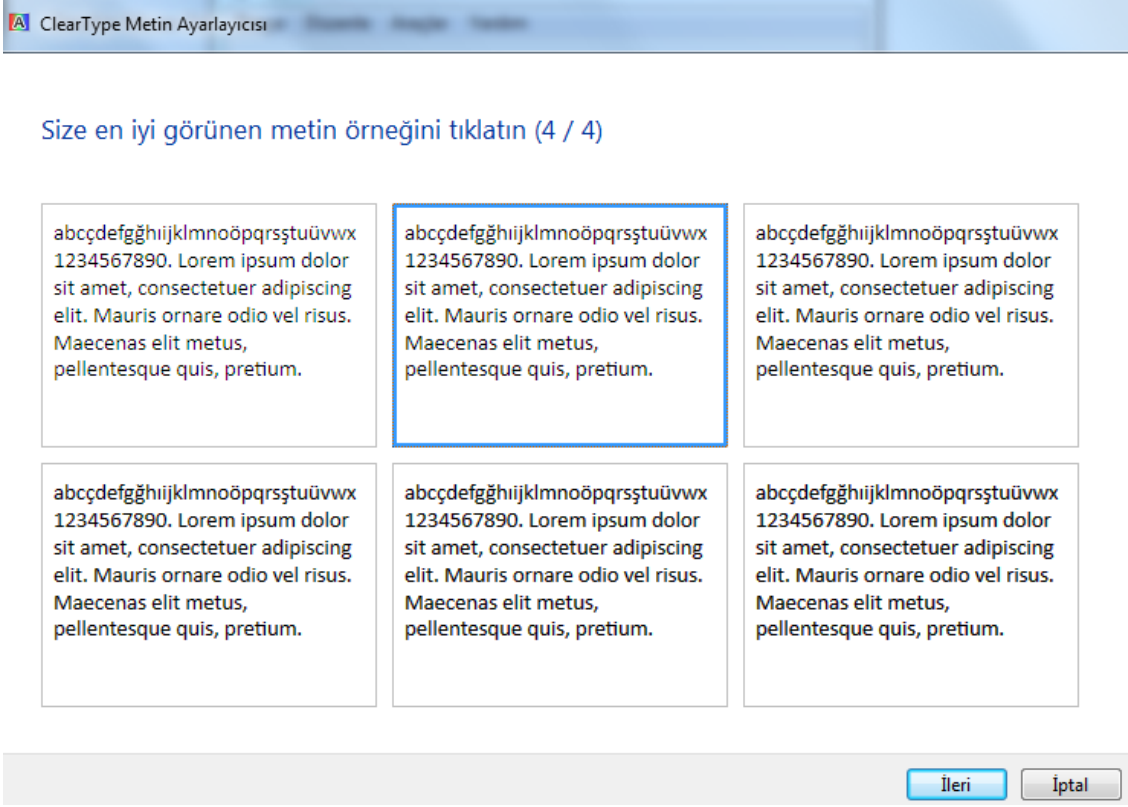 ClearType Metin Ayarlayıcısı
Size en iyi görünen metin örneğini tıklatın (4 / 4)
abcçdefgğhıijklmnoöpqrsştuüvwx
1234567890. Lorem ipsum dolor
sit amet, consectetuer adipiscing
elit. Mauris ornare odio vel risus.
Maecenas elit metus,
pellentesque quis, pretium.
abcçdefgğhıijklmnoöpqrsştuüvwx
1234567890. Lorem ipsum dolor
sit amet, consectetuer adipiscing
elit. Mauris ornare odio vel risus.
Maecenas elit metus,
pellentesque quis, pretium.
abcçdefgğhıijklmnoöpqrsştuüvwx
1234567890. Lorem ipsum dolor
sit amet, consectetuer adipiscing
elit. Mauris ornare odio vel risus.
Maecenas elit metus,
pellentesque quis, pretium.
abcçdefgğhıijklmnoöpqrsştuüvwx
1234567890. Lorem ipsum dolor
sit amet, consectetuer adipiscing
elit. Mauris ornare odio vel risus.
Maecenas elit metus,
pellentesque quis, pretium.
abcçdefgğhıijklmnoöpqrsştuüvwx
1234567890. Lorem ipsum dolor
sit amet, consectetuer adipiscing
elit. Mauris ornare odio vel risus.
Maecenas elit metus,
pellentesque quis, pretium.
abcçdefgğhıijklmnoöpqrsştuüvwx
1234567890. Lorem ipsum dolor
sit amet, consectetuer adipiscing
elit. Mauris ornare odio vel risus.
Maecenas elit metus,
pellentesque quis, pretium.
İleri İptal